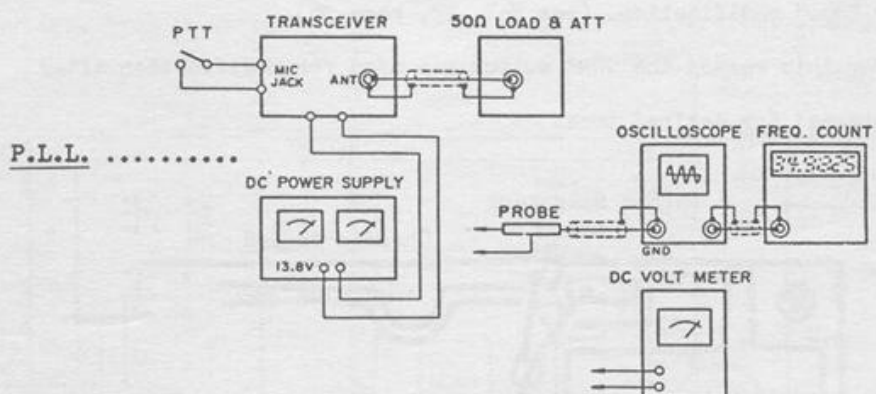 TRANSCEIVER
50Ω LOAD & ATT
PTT
MIC
JACK
ANT
P.L.L. ..........
OSCILLOSCOPE FREQ. COUNT
DC POWER SUPPLY
PROBE
GND
13.8V
DC VOLT METER